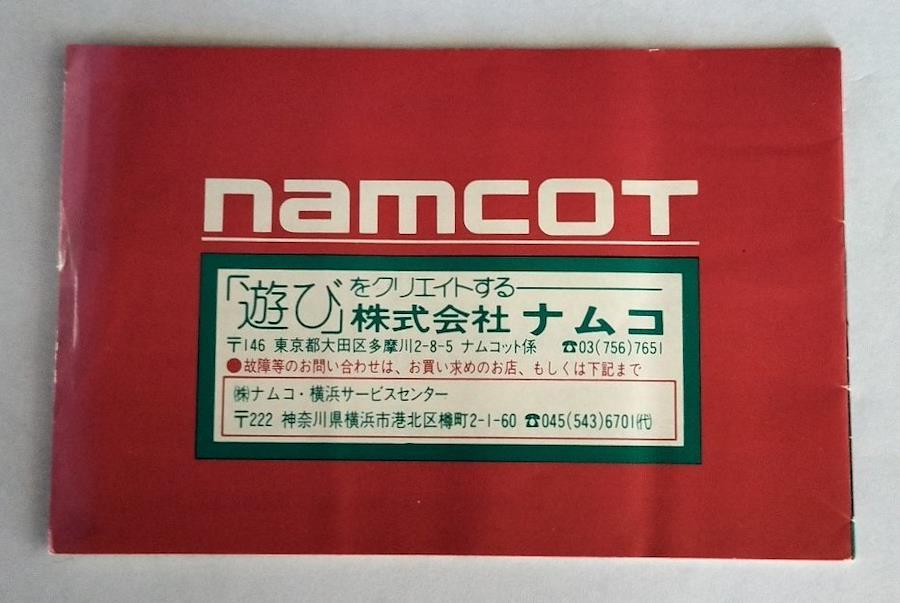 namcot
「遊び」をクリエイトする
株式会社ナムコ
〒146 東京都大田区多摩川2-8-5 ナムコット係 ☎03(756)7651
●故障等のお問い合わせは、お買い求めのお店、もしくは下記まで
㈱ナムコ・横浜サービスセンター
〒222 神奈川県横浜市港北区樽町2-1-60 ☎045(543)6701㈹